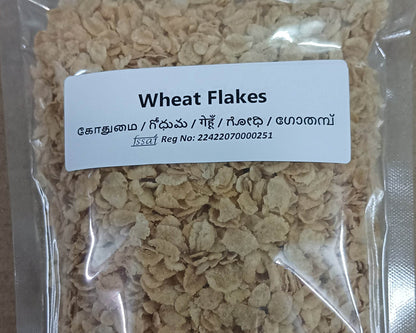 Wheat Flakes
கோதுமை / గోధుమ / गेहूँ / ಗೋಧಿ / ഗോതമ്പ്
fssai Reg No: 22422070000251